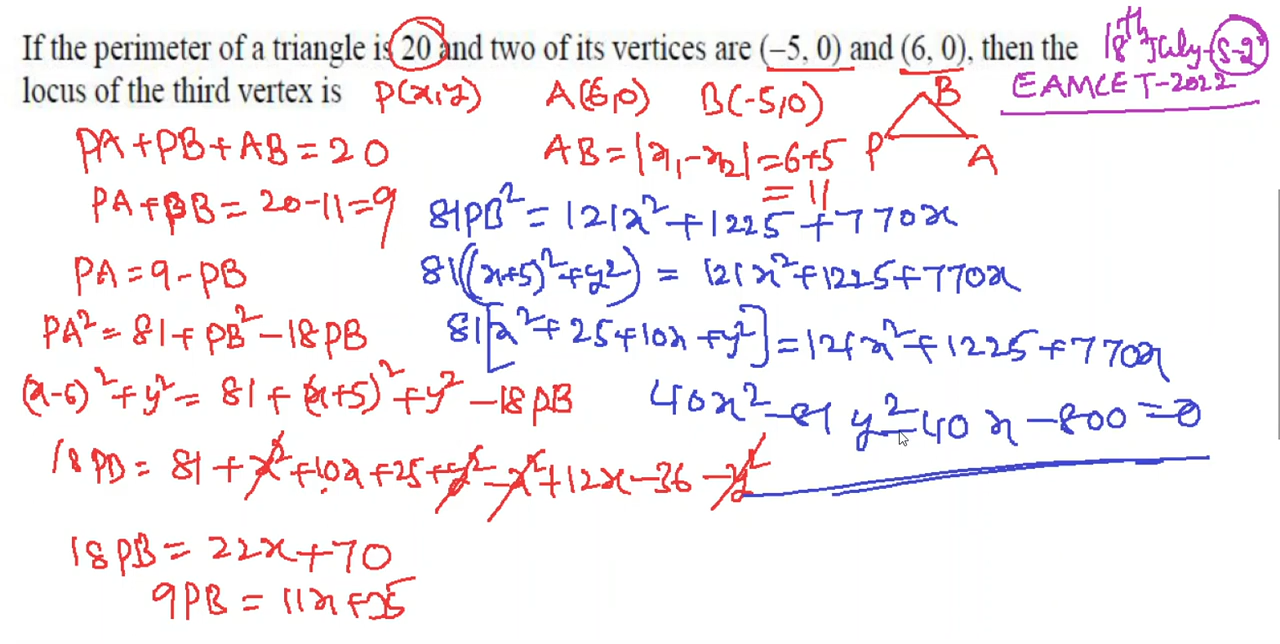 If the perimeter of a triangle is 20 and two of its vertices are (−5, 0) and (6, 0), then the
locus of the third vertex is
18th July-S-2
EAMCET-2022
P(x,y) A(6,0) B(-5,0)
B
P
A
PA+PB+AB=20
AB=|x1-x2|=6+5
= 11
PA+PB=20-11=9
PA=9-PB
PA²=81+PB²-18PB
(x-6)²+y²=81+(x+5)²+y²-18PB
18PB=81+x²+10x+25+y²-x²+12x-36-y²
18PB=22x+70
9PB=11x+35
81PB²=121x²+1225+770x
81((x+5)²+y²)=121x²+1225+770x
81[x²+25+10x+y²]=121x²+1225+770x
40x²-81y²-40x-800=0